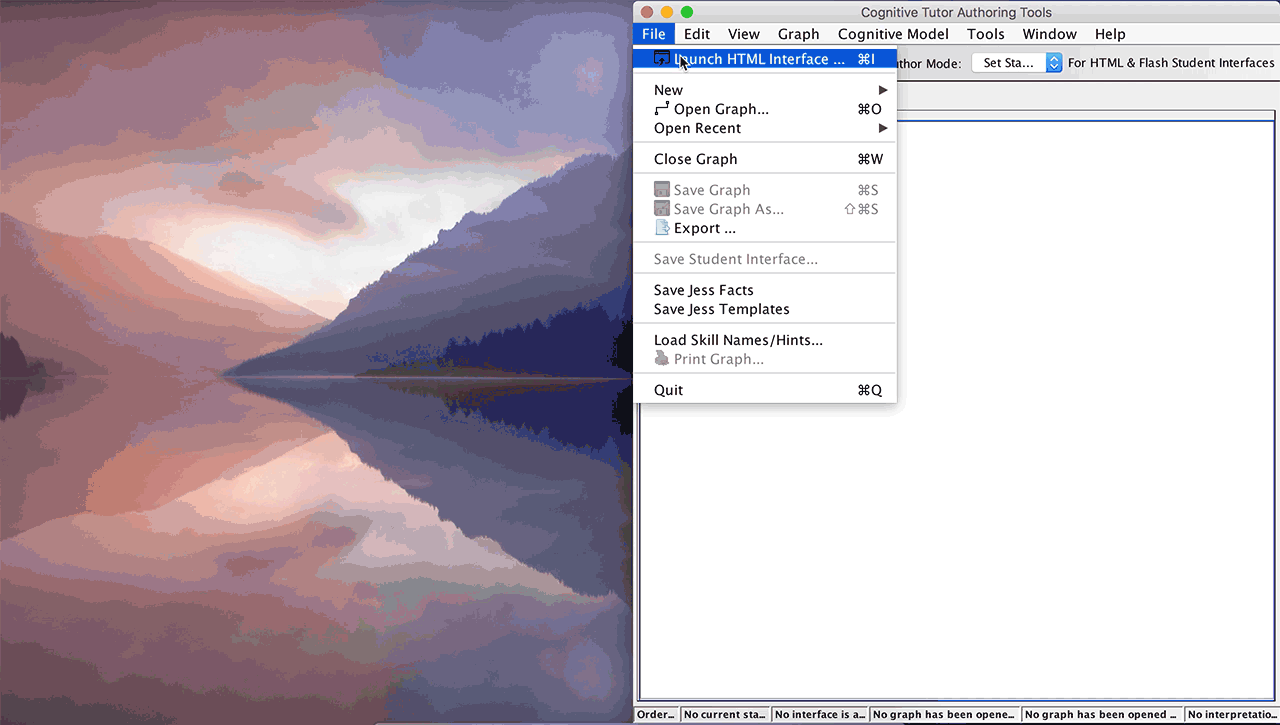 Cognitive Tutor Authoring Tools
File Edit View Graph Cognitive Model Tools Window Help
unch HTML Interface ... ⌘I
thor Mode: Set Sta... For HTML & Flash Student Interfaces
New
Open Graph... ⌘O
Open Recent
Close Graph ⌘W
Save Graph ⌘S
Save Graph As... ⇧⌘S
Export ...
Save Student Interface...
Save Jess Facts
Save Jess Templates
Load Skill Names/Hints...
Print Graph...
Quit ⌘Q
Order... No current sta... No interface is a... No graph has been opene... No graph has been opened ... No interpretatio...